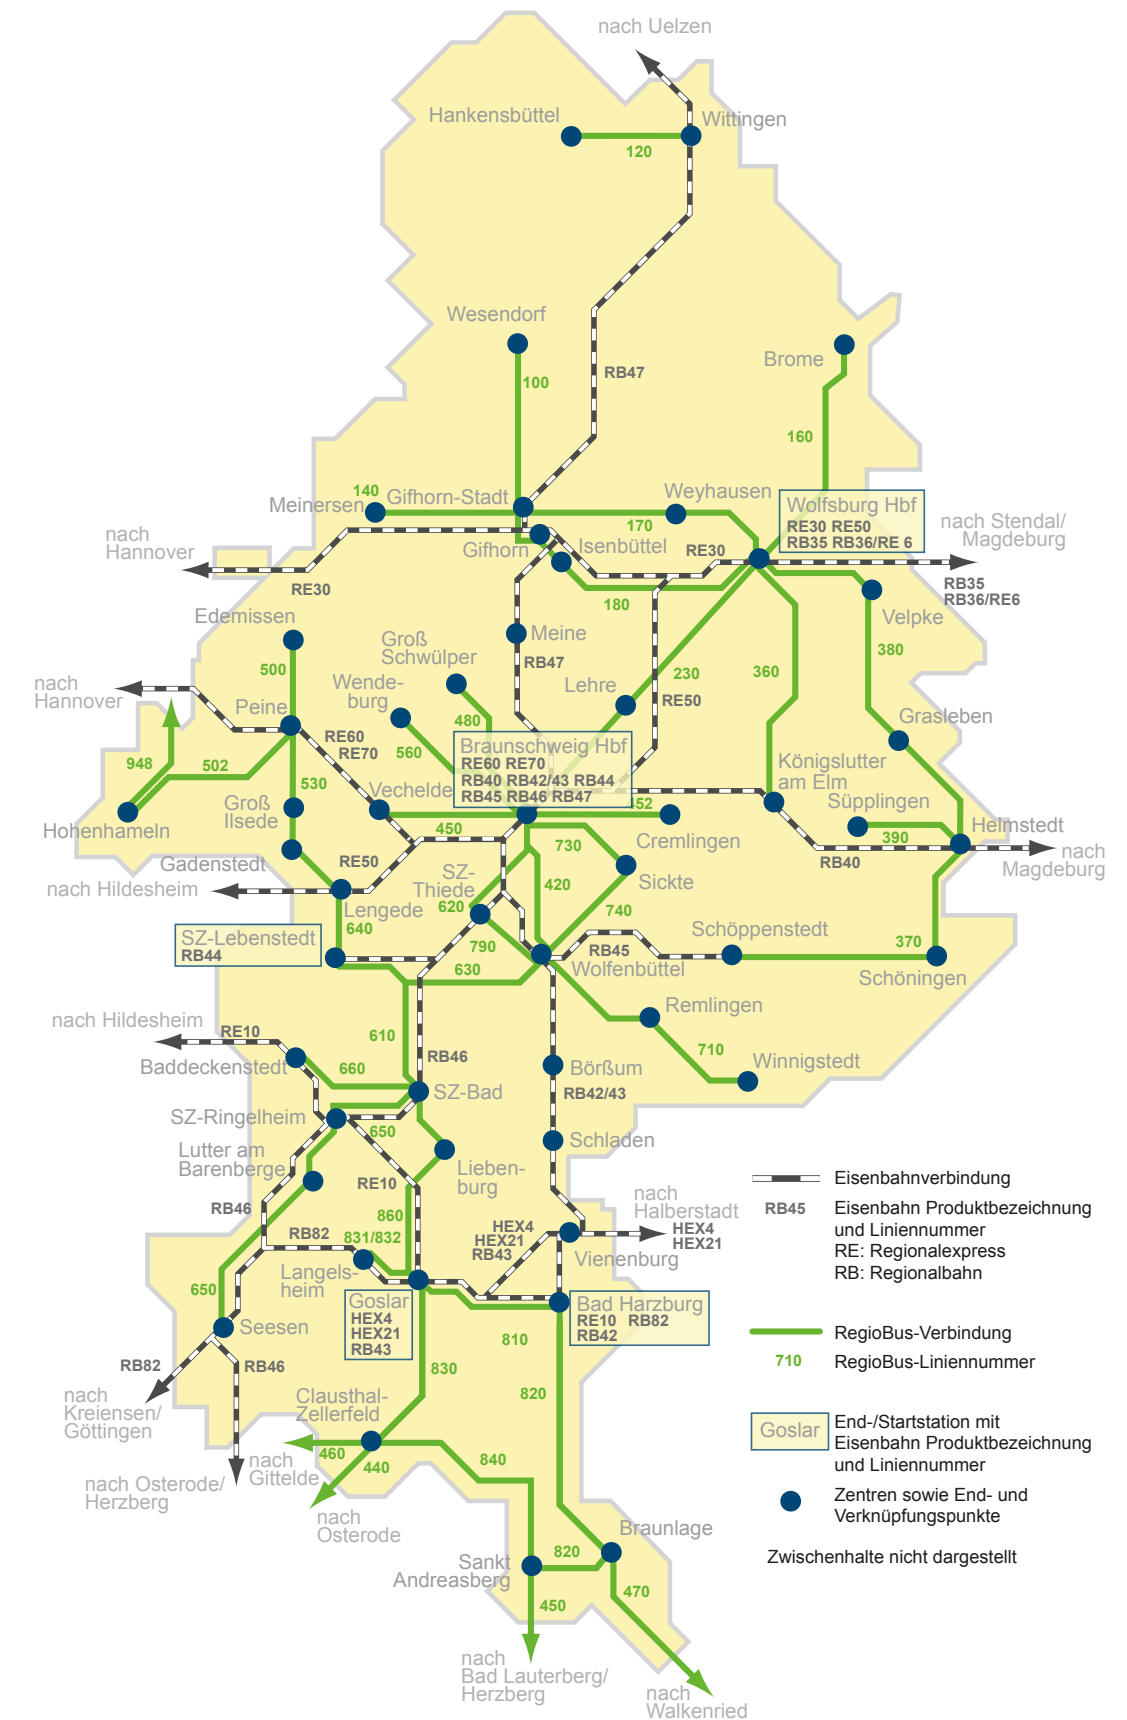 nach Uelzen
Hankensbüttel
Wittingen
120
Wesendorf
Brome
100
RB47
160
140
Meinersen
Gifhorn-Stadt
Weyhausen
170
Wolfsburg Hbf
RE30 RE50
RB35 RB36/RE 6
nach
Hannover
Gifhorn
Isenbüttel
RE30
nach Stendal/
Magdeburg
RB35
RB36/RE6
RE30
180
Velpke
Edemissen
500
Meine
Groß
Schwülper
RB47
230
360
380
nach
Hannover
Wende-
burg
Lehre
RE50
Peine
480
Grasleben
RE60
RE70
560
Braunschweig Hbf
RE60 RE70
RB40 RB42/43 RB44
RB45 RB46 RB47
948
502
530
Königslutter
am Elm
Vechelde
452
Süpplingen
Groß
Ilsede
Hohenhameln
450
730
Cremlingen
390
Helmstedt
Gadenstedt
RE50
RB40
nach
Magdeburg
nach Hildesheim
SZ-
Thiede
420
Sickte
620
740
Lengede
640
SZ-Lebenstedt
RB44
790
RB45
Schöppenstedt
370
630
Wolfenbüttel
Schöningen
Remlingen
nach Hildesheim
RE10
610
RB46
710
Winnigstedt
Baddeckenstedt
660
Börßum
SZ-Bad
RB42/43
SZ-Ringelheim
650
Schladen
Lutter am
Barenberge
RE10
Lieben-
burg
Eisenbahnverbindung
RB46
860
nach
Halberstadt
RB45
Eisenbahn Produktbezeichnung
und Liniennummer
RE: Regionalexpress
RB: Regionalbahn
RB82
831/832
HEX4
HEX21
RB43
HEX4
HEX21
Vienenburg
Langels-
heim
650
Goslar
HEX4
HEX21
RB43
Bad Harzburg
RE10 RB82
RB42
Seesen
810
RegioBus-Verbindung
710
RegioBus-Liniennummer
RB82
RB46
830
820
nach
Kreiensen/
Göttingen
Clausthal-
Zellerfeld
Goslar
End-/Startstation mit
Eisenbahn Produktbezeichnung
und Liniennummer
460
nach
Gittelde
440
840
nach Osterode/
Herzberg
nach
Osterode
Zentren sowie End- und
Verknüpfungspunkte
Braunlage
820
Zwischenhalte nicht dargestellt
Sankt
Andreasberg
450
470
nach
Bad Lauterberg/
Herzberg
nach
Walkenried